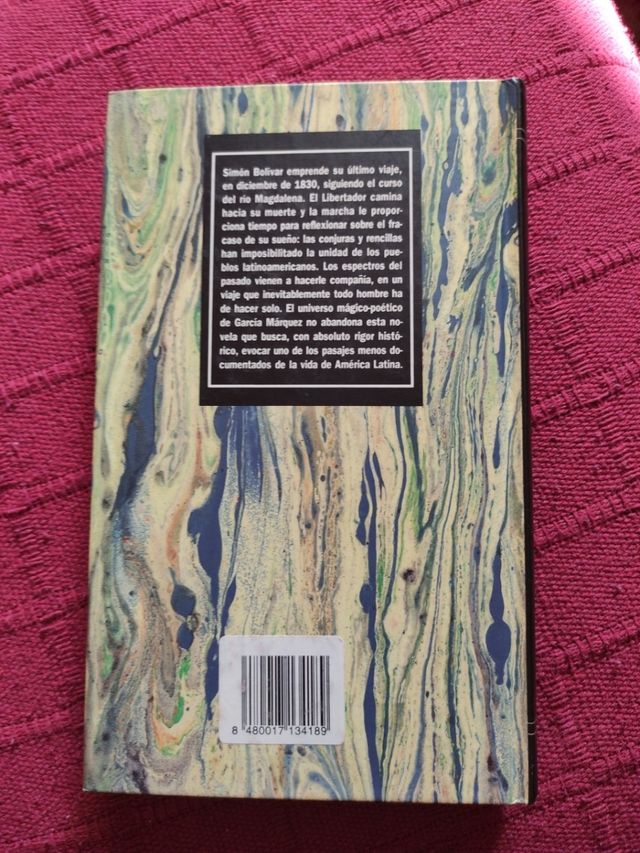 Simón Bolívar emprende su último viaje,
en diciembre de 1830, siguiendo el curso
del río Magdalena. El Libertador camina
hacia su muerte y la marcha le propor-
ciona tiempo para reflexionar sobre el fra-
caso de su sueño: las conjuras y rencillas
han imposibilitado la unidad de los pue-
blos latinoamericanos. Los espectros del
pasado vienen a hacerle compañía, en un
viaje que inevitablemente todo hombre ha
de hacer solo. El universo mágico-poético
de García Márquez no abandona esta no-
vela que busca, con absoluto rigor histó-
rico, evocar uno de los pasajes menos do-
cumentados de la vida de América Latina.
8 480017 134189